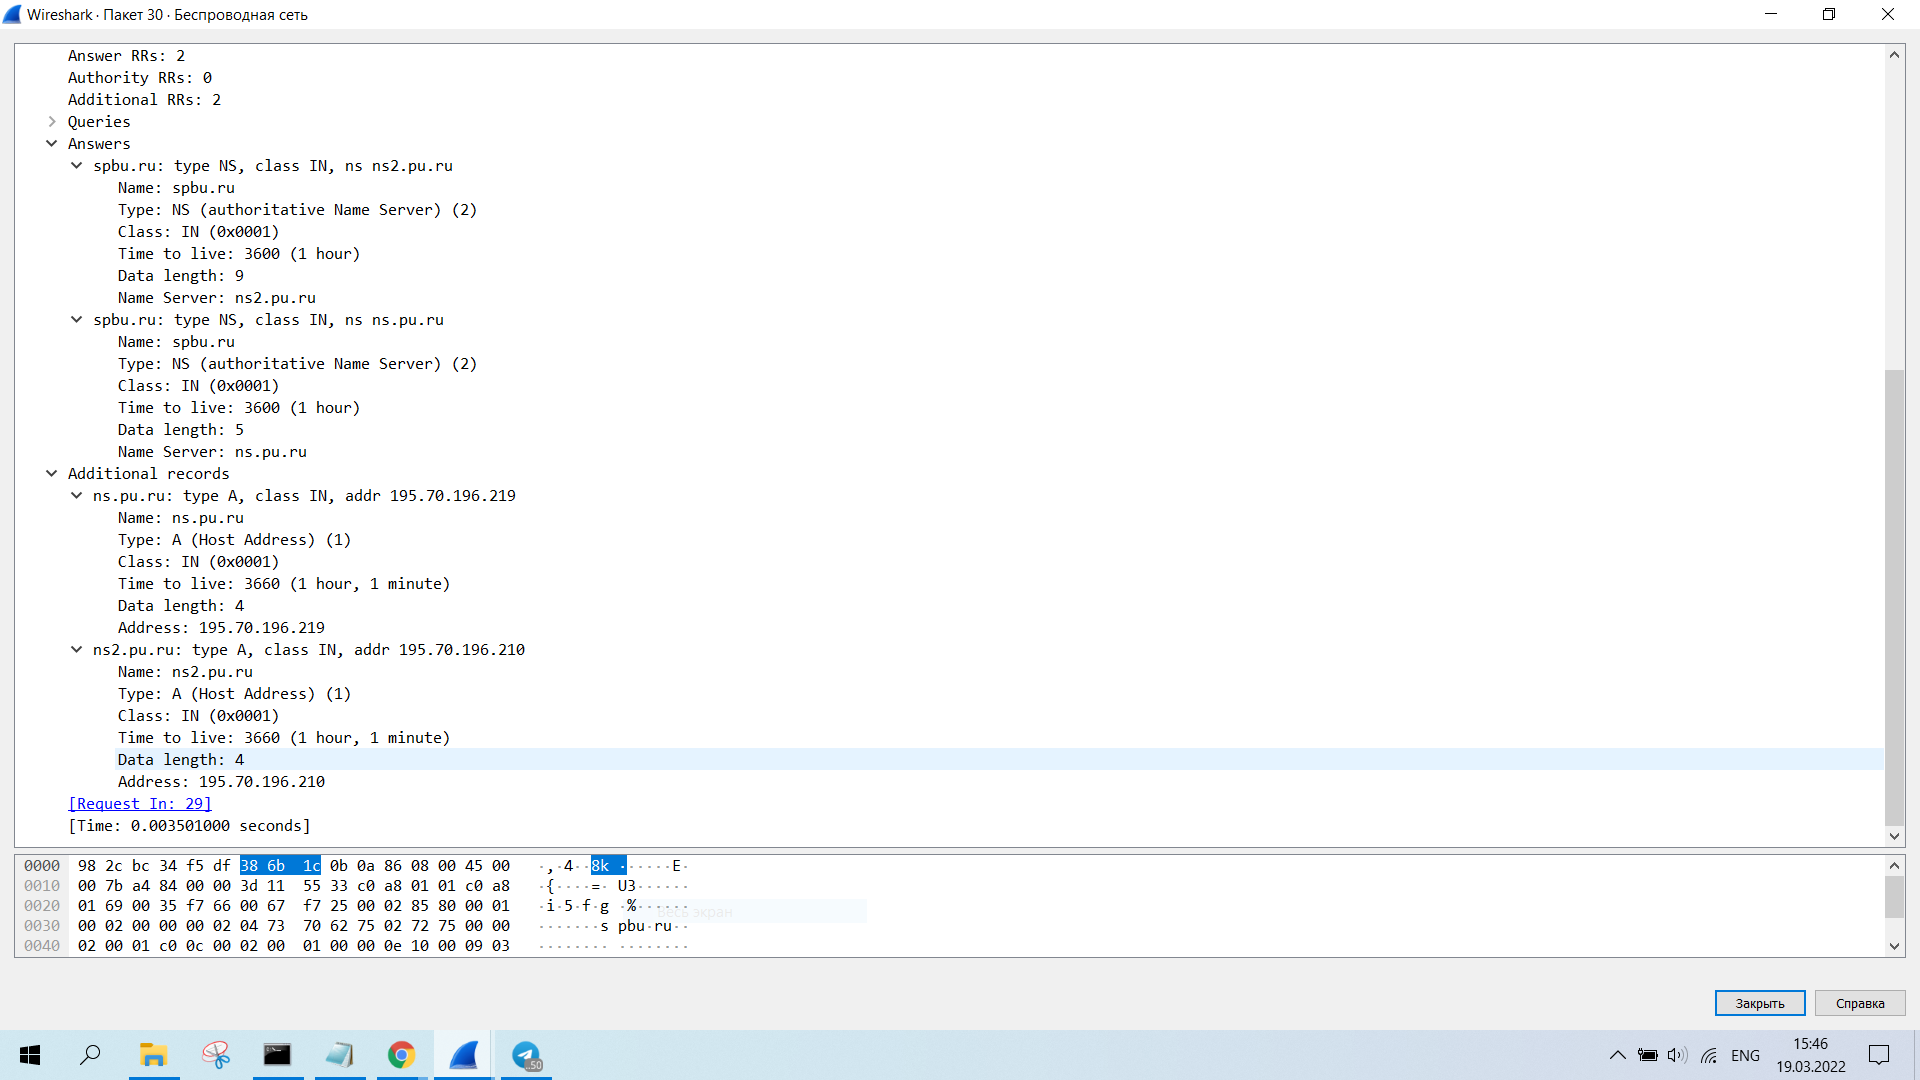 Wireshark · Пакет 30 · Беспроводная сеть
Answer RRs: 2
Authority RRs: 0
Additional RRs: 2
Queries
Answers
spbu.ru: type NS, class IN, ns ns2.pu.ru
Name: spbu.ru
Type: NS (authoritative Name Server) (2)
Class: IN (0x0001)
Time to live: 3600 (1 hour)
Data length: 9
Name Server: ns2.pu.ru
spbu.ru: type NS, class IN, ns ns.pu.ru
Name: spbu.ru
Type: NS (authoritative Name Server) (2)
Class: IN (0x0001)
Time to live: 3600 (1 hour)
Data length: 5
Name Server: ns.pu.ru
Additional records
ns.pu.ru: type A, class IN, addr 195.70.196.219
Name: ns.pu.ru
Type: A (Host Address) (1)
Class: IN (0x0001)
Time to live: 3660 (1 hour, 1 minute)
Data length: 4
Address: 195.70.196.219
ns2.pu.ru: type A, class IN, addr 195.70.196.210
Name: ns2.pu.ru
Type: A (Host Address) (1)
Class: IN (0x0001)
Time to live: 3660 (1 hour, 1 minute)
Data length: 4
Address: 195.70.196.210
[Request In: 29]
[Time: 0.003501000 seconds]
0000 98 2c bc 34 f5 df 38 6b 1c 0b 0a 86 08 00 45 00 ·,·4··8k ······E·
0010 00 7b a4 84 00 00 3d 11 55 33 c0 a8 01 01 c0 a8 ·{····=· U3······
0020 01 69 00 35 f7 66 00 67 f7 25 00 02 85 80 00 01 ·i·5·f·g ·%······
Весь экран
0030 00 02 00 00 00 02 04 73 70 62 75 02 72 75 00 00 ·······s pbu·ru··
0040 02 00 01 c0 0c 00 02 00 01 00 00 0e 10 00 09 03 ········ ········
Закрыть
Справка
..50
ENG
15:46
19.03.2022